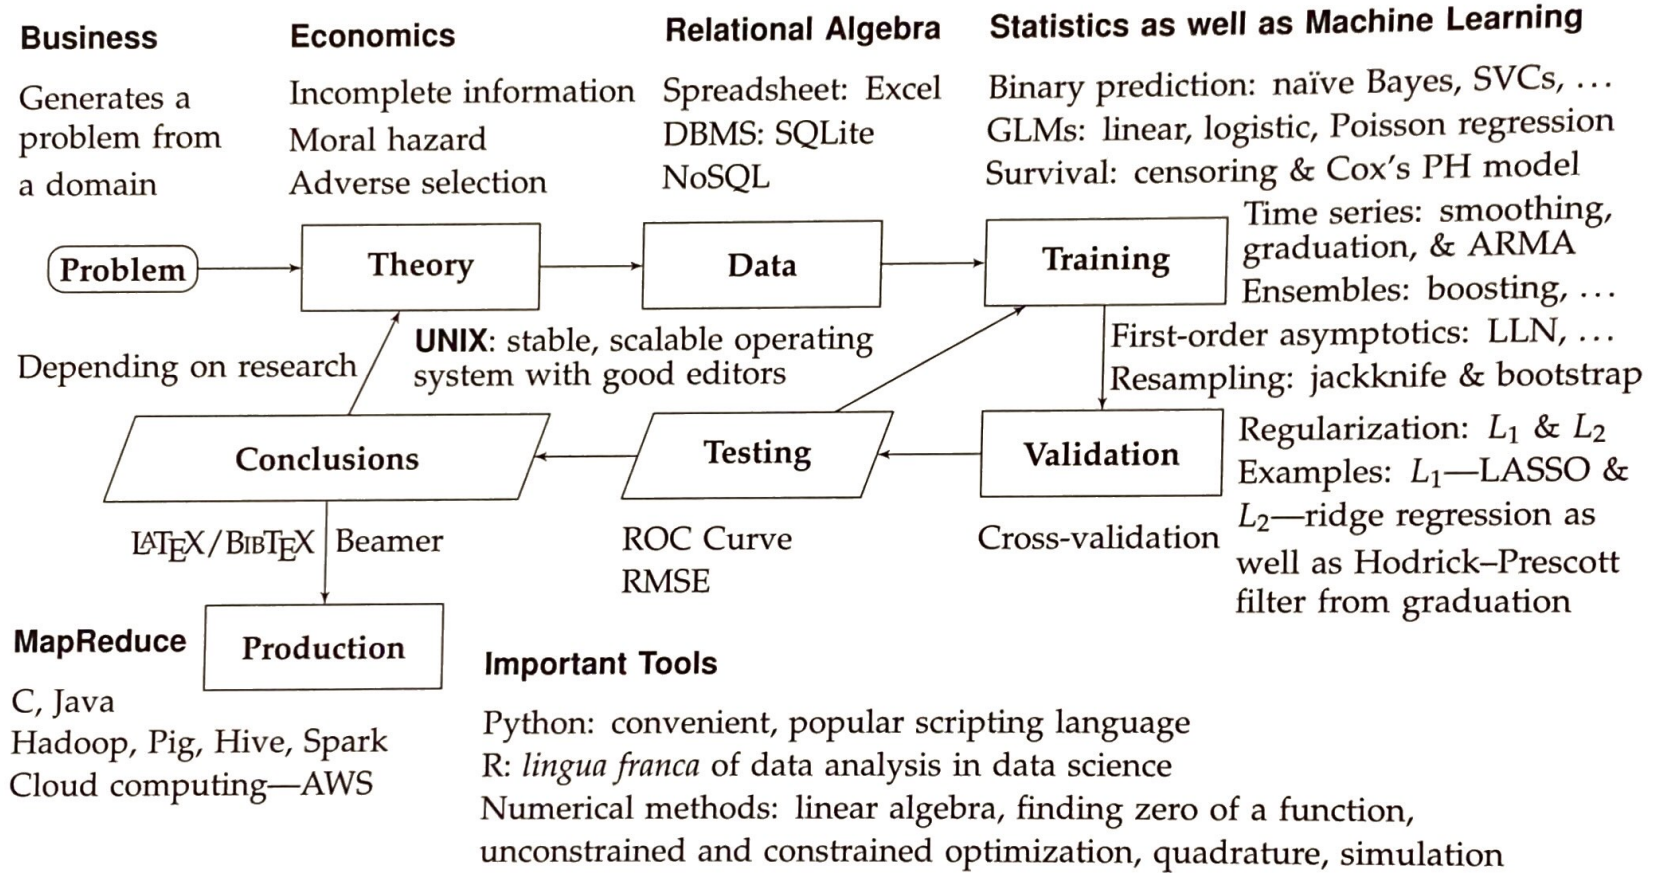 Business
Generates a
problem from
a domain
Economics
Incomplete information
Moral hazard
Adverse selection
Relational Algebra
Spreadsheet: Excel
DBMS: SQLite
NoSQL
Statistics as well as Machine Learning
Binary prediction: naïve Bayes, SVCs, …
GLMs: linear, logistic, Poisson regression
Survival: censoring & Cox's PH model
Time series: smoothing,
graduation, & ARMA
Ensembles: boosting, …
Problem
Theory
Data
Training
Depending on research
UNIX: stable, scalable operating
system with good editors
First-order asymptotics: LLN, …
Resampling: jackknife & bootstrap
Conclusions
Testing
Validation
Regularization: L₁ & L₂
Examples: L₁—LASSO &
L₂—ridge regression as
well as Hodrick–Prescott
filter from graduation
LATEX/BIBTEX
Beamer
ROC Curve
RMSE
Cross-validation
Production
MapReduce
C, Java
Hadoop, Pig, Hive, Spark
Cloud computing—AWS
Important Tools
Python: convenient, popular scripting language
R: lingua franca of data analysis in data science
Numerical methods: linear algebra, finding zero of a function,
unconstrained and constrained optimization, quadrature, simulation